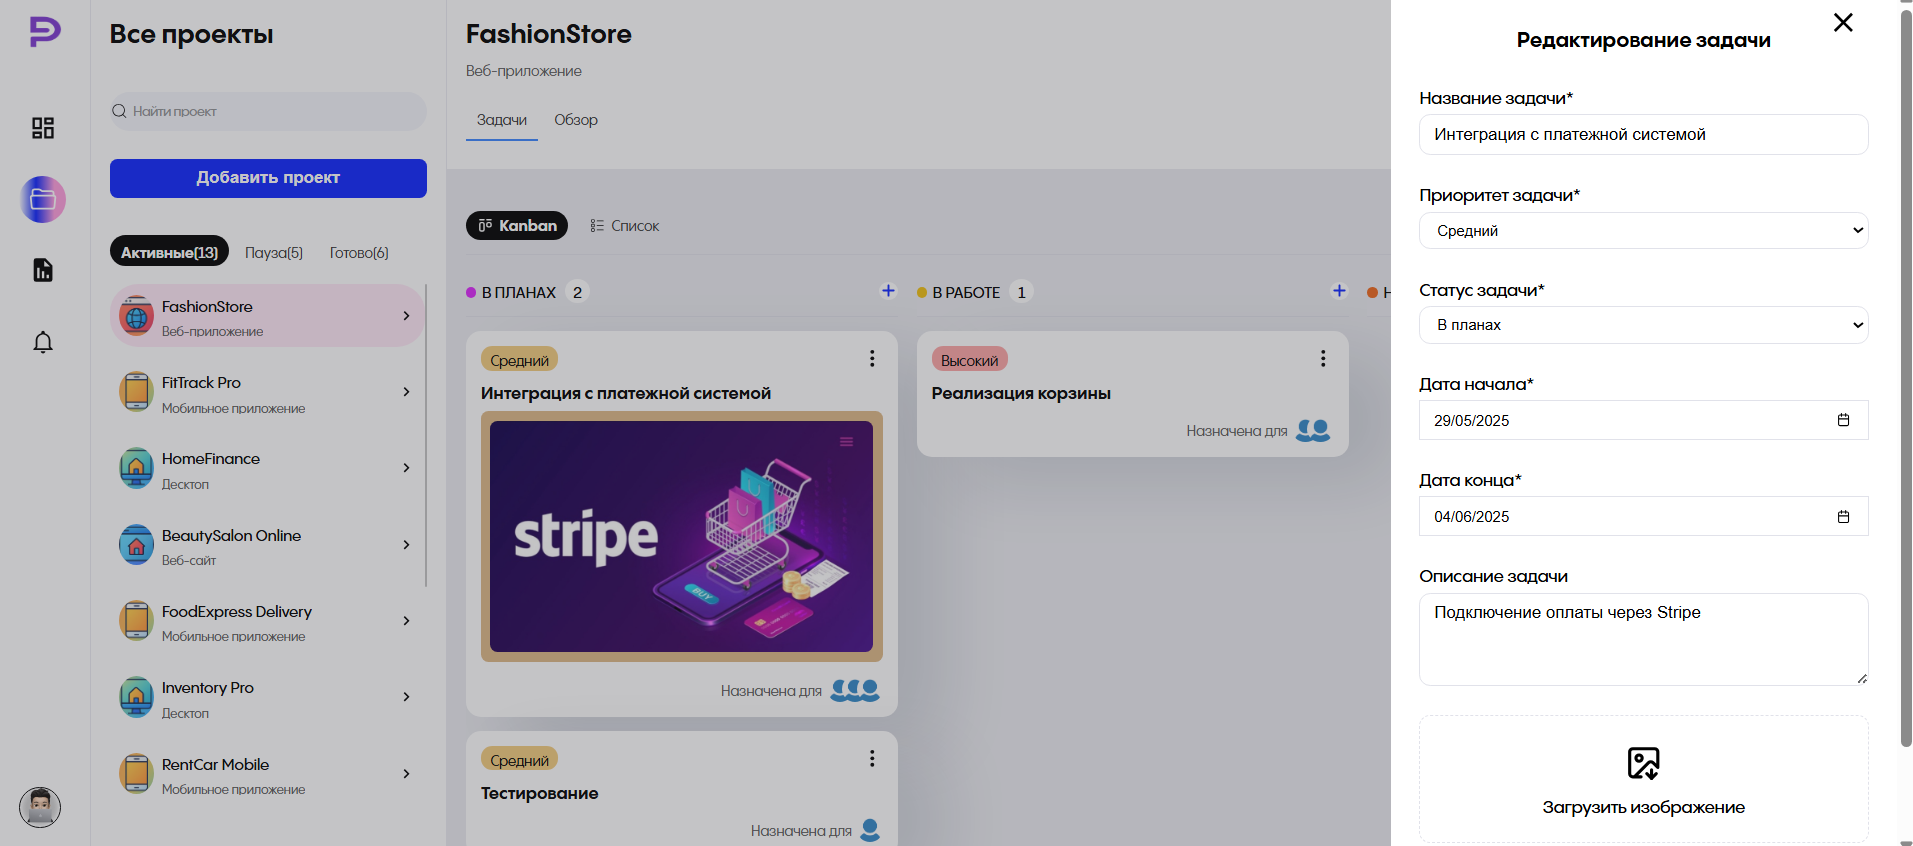 Все проекты
Найти проект
Добавить проект
Активные(13)
Пауза(5)
Готово(6)
FashionStore
Веб-приложение
FitTrack Pro
Мобильное приложение
HomeFinance
Десктоп
BeautySalon Online
Веб-сайт
FoodExpress Delivery
Мобильное приложение
Inventory Pro
Десктоп
RentCar Mobile
Мобильное приложение
FashionStore
Веб-приложение
Задачи
Обзор
Kanban
Список
В ПЛАНАХ 2
Средний
Интеграция с платежной системой
stripe
BUY
Назначена для
Средний
Тестирование
Назначена для
В РАБОТЕ 1
Высокий
Реализация корзины
Назначена для
Н
Редактирование задачи
Название задачи*
Интеграция с платежной системой
Приоритет задачи*
Средний
Статус задачи*
В планах
Дата начала*
29/05/2025
Дата конца*
04/06/2025
Описание задачи
Подключение оплаты через Stripe
Загрузить изображение